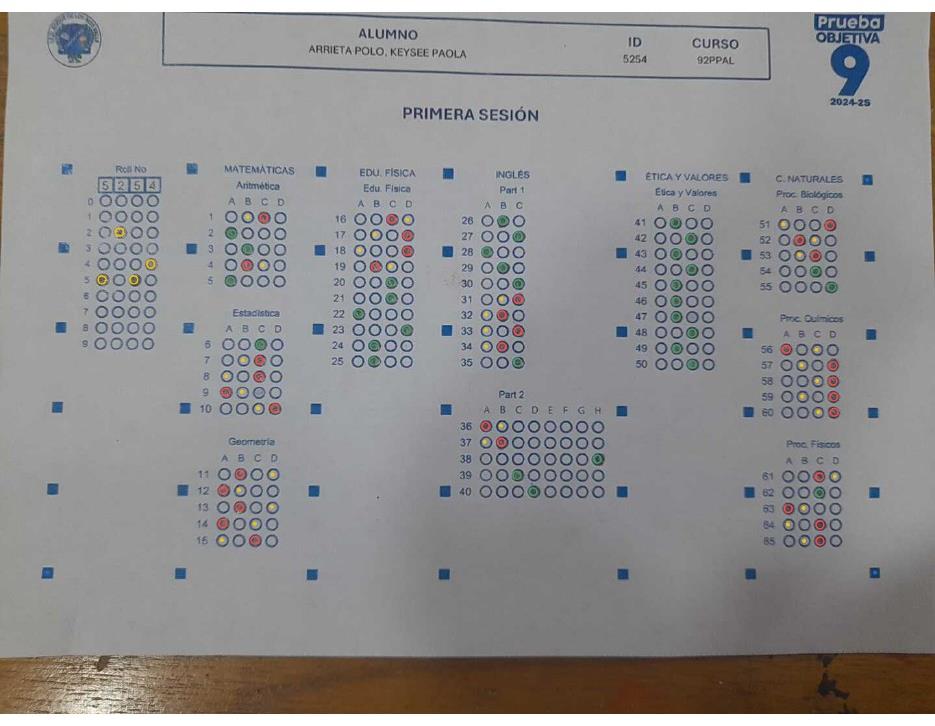 ALUMNO
ARRIETA POLO, KEYSEE PAOLA
ID
5254
CURSO
92PPAL
Prueba
OBJETIVA
9
2024-2S
PRIMERA SESIÓN
Roll No
5 2 5 4
0
1
2
3
4
5
6
7
8
9
MATEMÁTICAS
Aritmética
A B C D
1
2
3
4
5
Estadística
A B C D
6
7
8
9
10
Geometría
A B C D
11
12
13
14
15
EDU. FÍSICA
Edu. Física
A B C D
16
17
18
19
20
21
22
23
24
25
INGLÉS
Part 1
A B C
26
27
28
29
30
31
32
33
34
35
Part 2
A B C D E F G H
36
37
38
39
40
ÉTICA Y VALORES
Ética y Valores
A B C D
41
42
43
44
45
46
47
48
49
50
C. NATURALES
Proc. Biológicos
A B C D
51
52
53
54
55
Proc. Químicos
A B C D
56
57
58
59
60
Proc. Físicos
A B C D
61
62
63
64
65